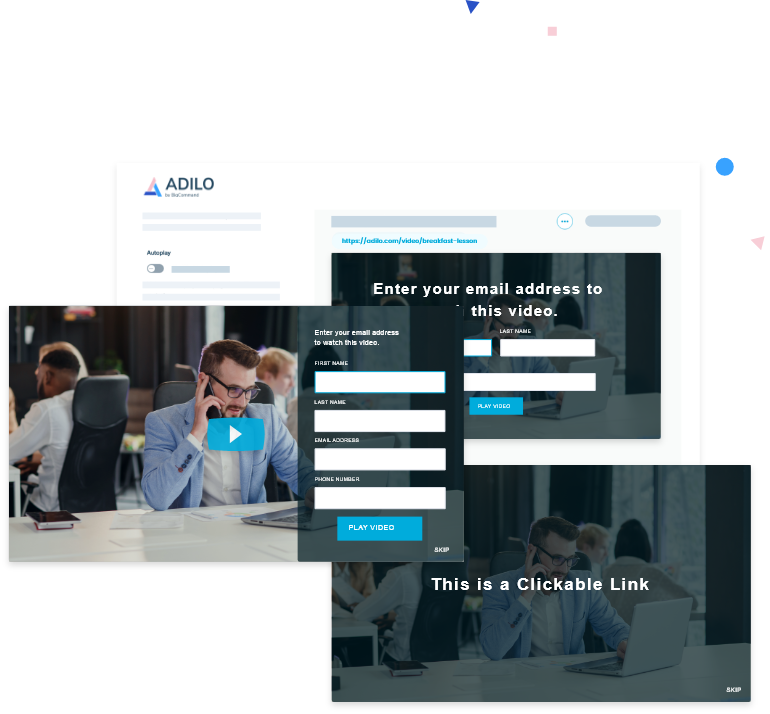 ADILO
by BigCommand
Autoplay
https://adilo.com/video/breakfast-lesson
Enter your email address to
this video.
LAST NAME
PLAY VIDEO
Enter your email address
to watch this video.
FIRST NAME
LAST NAME
EMAIL ADDRESS
PHONE NUMBER
PLAY VIDEO
SKIP
This is a Clickable Link
SKIP